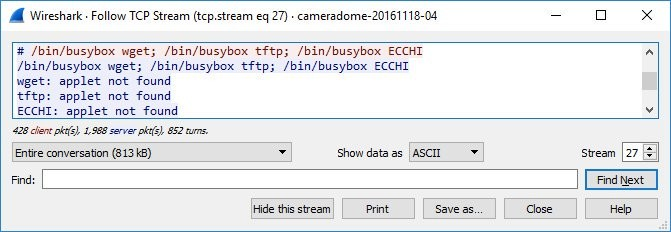 Wireshark · Follow TCP Stream (tcp.stream eq 27) · cameradome-20161118-04
# /bin/busybox wget; /bin/busybox tftp; /bin/busybox ECCHI
/bin/busybox wget; /bin/busybox tftp; /bin/busybox ECCHI
wget: applet not found
tftp: applet not found
ECCHI: applet not found
428 client pkt(s), 1,988 server pkt(s), 852 turns.
Entire conversation (813 kB) Show data as ASCII Stream 27
Find: Find Next
Hide this stream Print Save as... Close Help